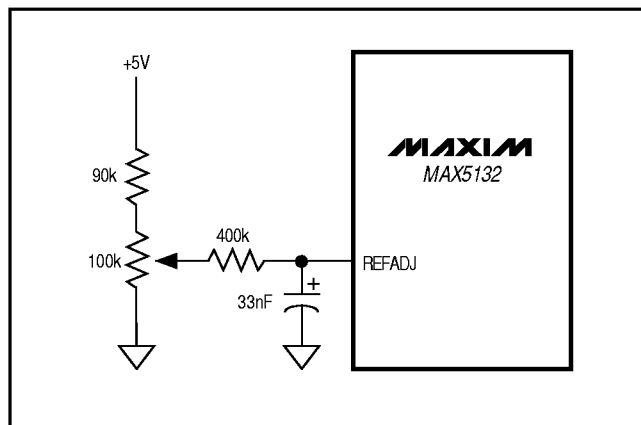 +5V
MAXIM
MAX5132
90k
400k
100k
REFADJ
+
33nF